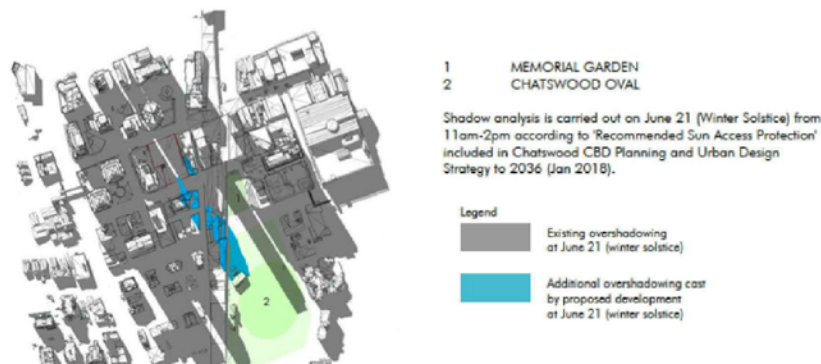 1 MEMORIAL GARDEN
2 CHATSWOOD OVAL
Shadow analysis is carried out on June 21 (Winter Solstice) from
11am-2pm according to 'Recommended Sun Access Protection'
included in Chatswood CBD Planning and Urban Design
Strategy to 2036 (Jan 2018).
Legend
Existing overshadowing
at June 21 (winter solstice)
Additional overshadowing cast
by proposed development
at June 21 (winter solstice)
1
2